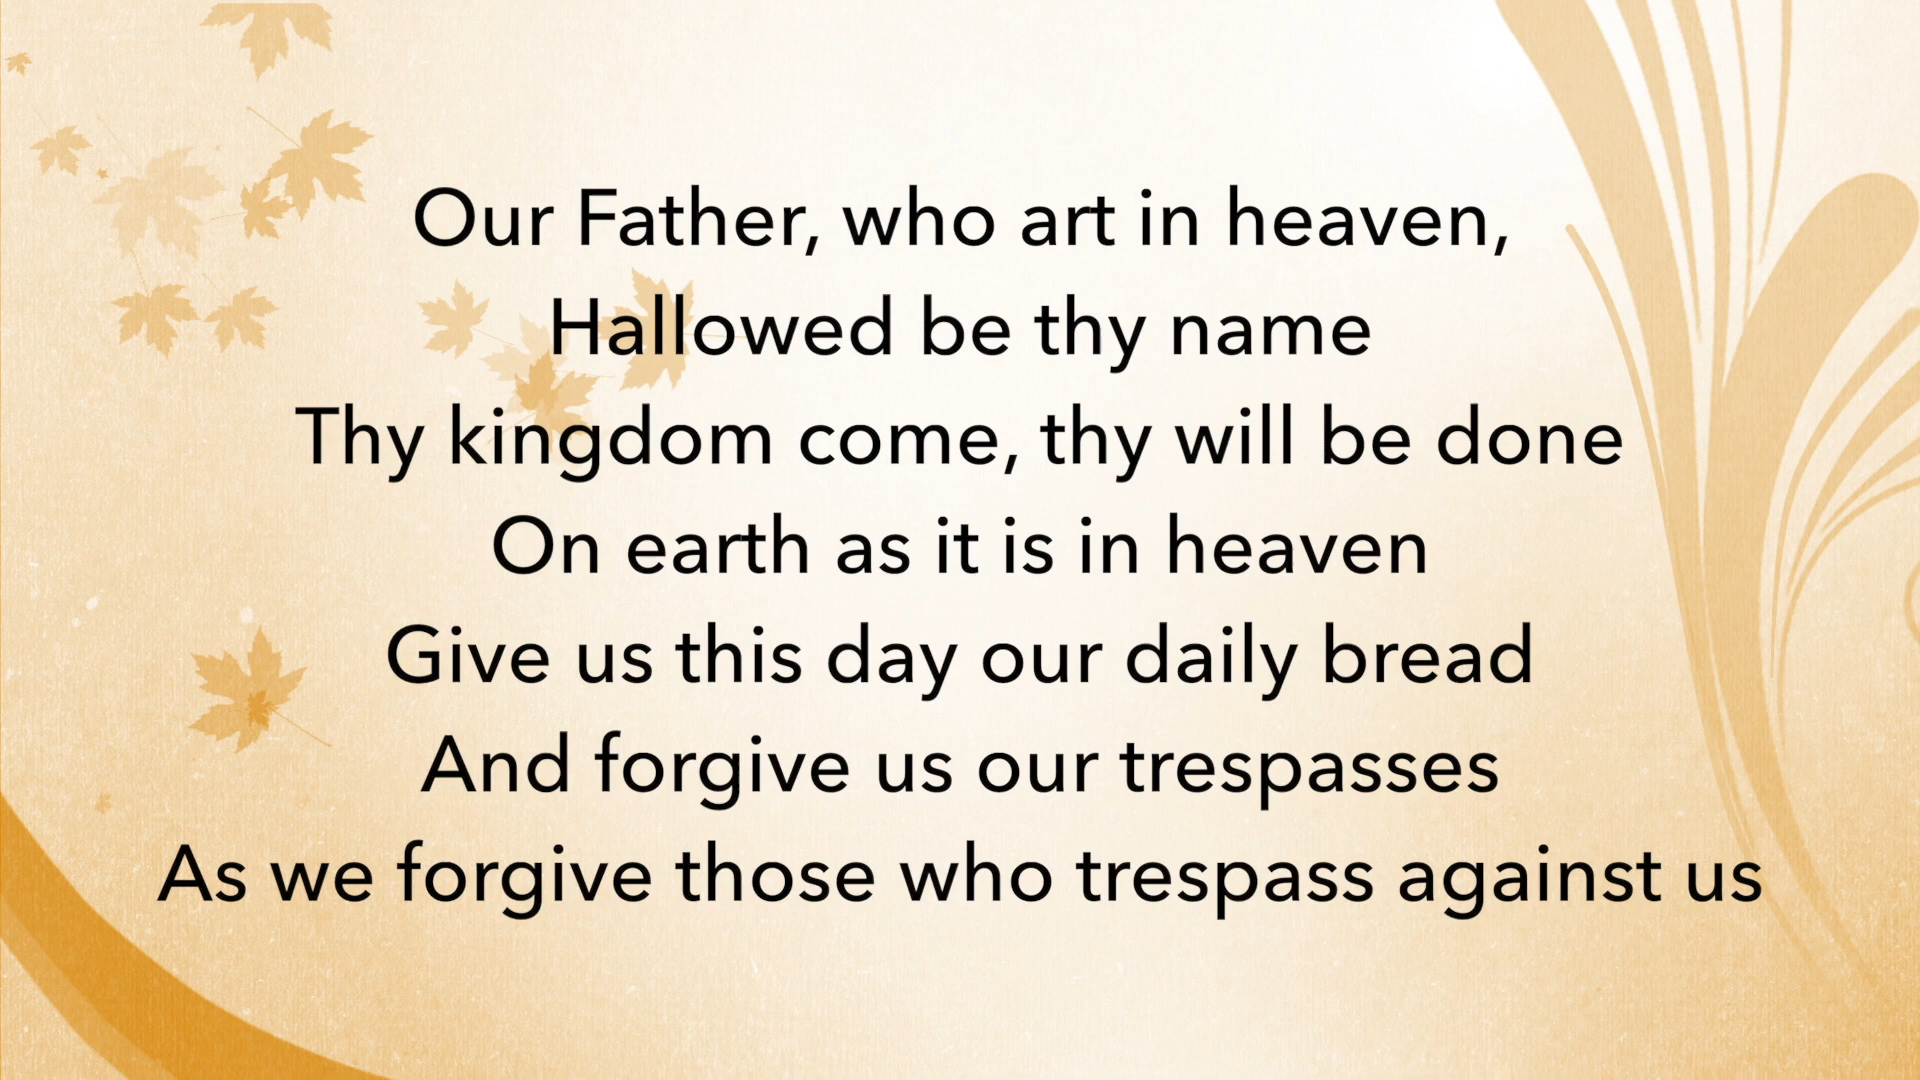 Our Father, who art in heaven,
Hallowed be thy name
Thy kingdom come, thy will be done
On earth as it is in heaven
Give us this day our daily bread
And forgive us our trespasses
As we forgive those who trespass against us